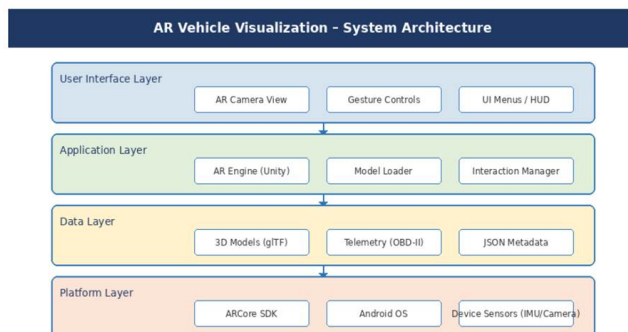 AR Vehicle Visualization – System Architecture
User Interface Layer
AR Camera View
Gesture Controls
UI Menus / HUD
Application Layer
AR Engine (Unity)
Model Loader
Interaction Manager
Data Layer
3D Models (glTF)
Telemetry (OBD-II)
JSON Metadata
Platform Layer
ARCore SDK
Android OS
Device Sensors (IMU/Camera)